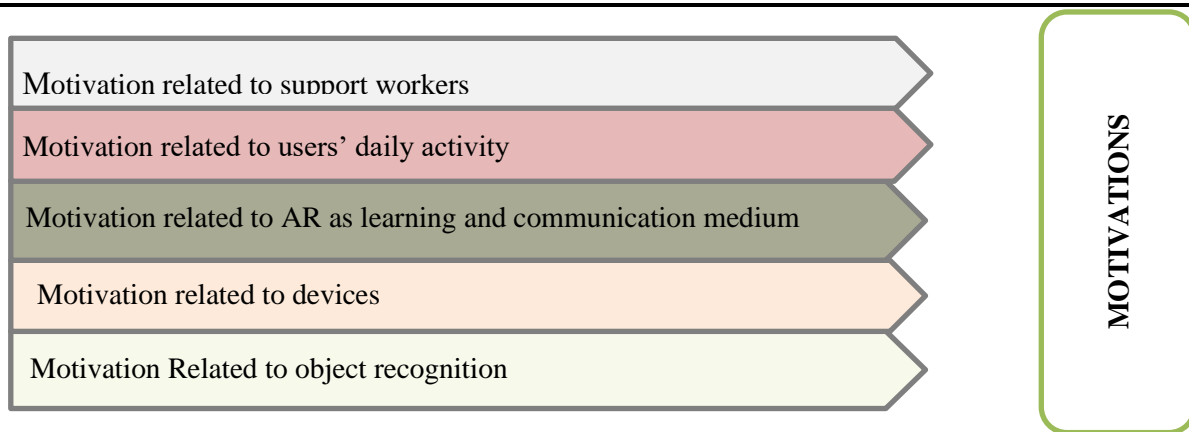 Motivation related to support workers
Motivation related to users’ daily activity
Motivation related to AR as learning and communication medium
Motivation related to devices
Motivation Related to object recognition
MOTIVATIONS